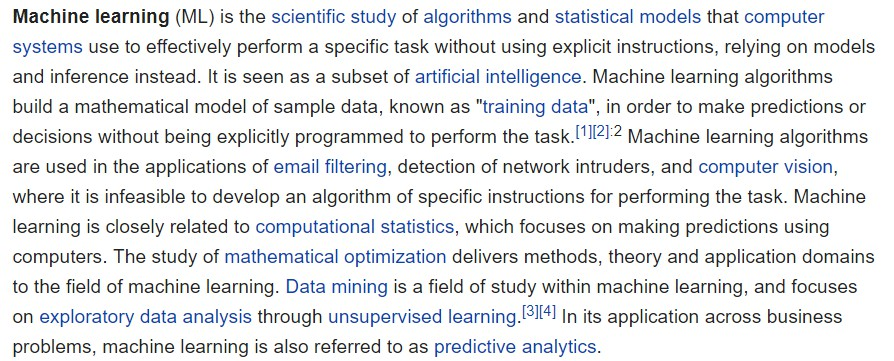 Machine learning (ML) is the scientific study of algorithms and statistical models that computer
systems use to effectively perform a specific task without using explicit instructions, relying on models
and inference instead. It is seen as a subset of artificial intelligence. Machine learning algorithms
build a mathematical model of sample data, known as "training data", in order to make predictions or
decisions without being explicitly programmed to perform the task.[1][2]:2 Machine learning algorithms
are used in the applications of email filtering, detection of network intruders, and computer vision,
where it is infeasible to develop an algorithm of specific instructions for performing the task. Machine
learning is closely related to computational statistics, which focuses on making predictions using
computers. The study of mathematical optimization delivers methods, theory and application domains
to the field of machine learning. Data mining is a field of study within machine learning, and focuses
on exploratory data analysis through unsupervised learning.[3][4] In its application across business
problems, machine learning is also referred to as predictive analytics.